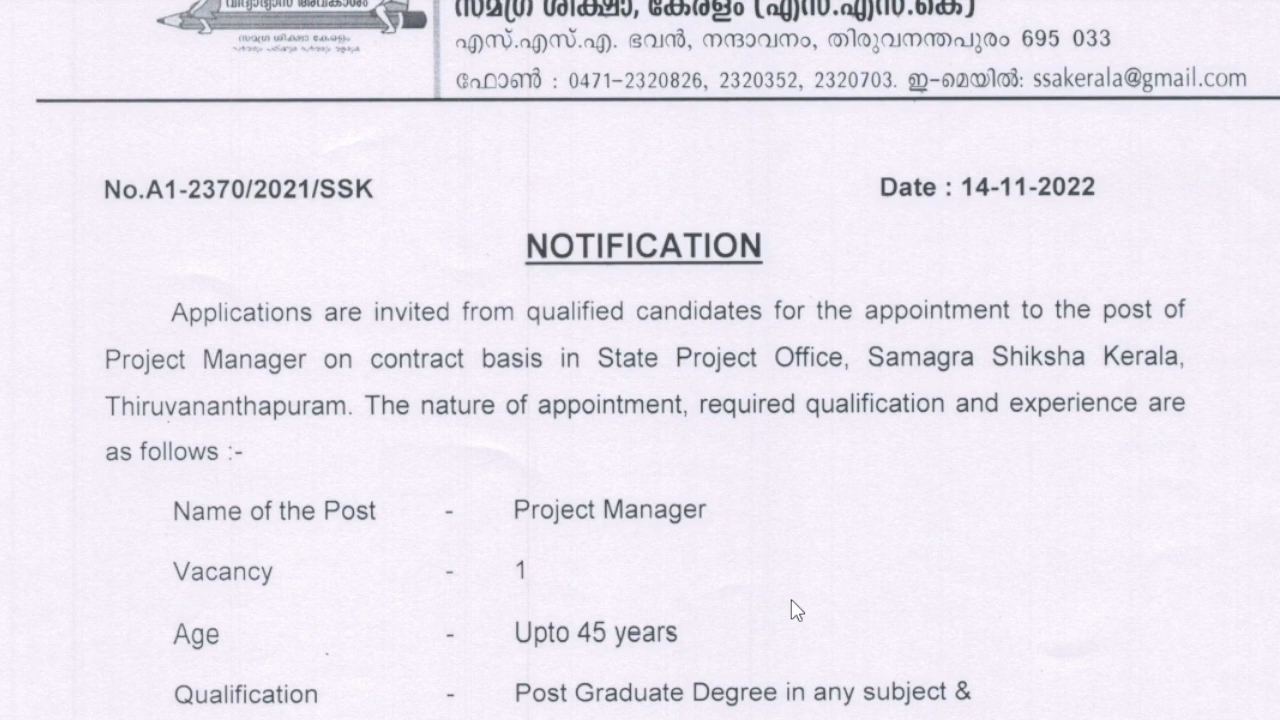 വിദ്യാഭ്യാസ അവകാശം
സമഗ്ര ശിക്ഷാ, കേരളം (എസ്.എസ്.കെ)
(സമഗ്ര ശിക്ഷാ കേരളം)
എസ്.എസ്.എ. ഭവൻ, നന്ദാവനം, തിരുവനന്തപുരം 695 033
ഫോൺ : 0471-2320826, 2320352, 2320703. ഇ-മെയിൽ: ssakerala@gmail.com
No.A1-2370/2021/SSK
Date : 14-11-2022
NOTIFICATION
Applications are invited from qualified candidates for the appointment to the post of
Project Manager on contract basis in State Project Office, Samagra Shiksha Kerala,
Thiruvananthapuram. The nature of appointment, required qualification and experience are
as follows :-
Name of the Post - Project Manager
Vacancy - 1
Age - Upto 45 years
Qualification - Post Graduate Degree in any subject &